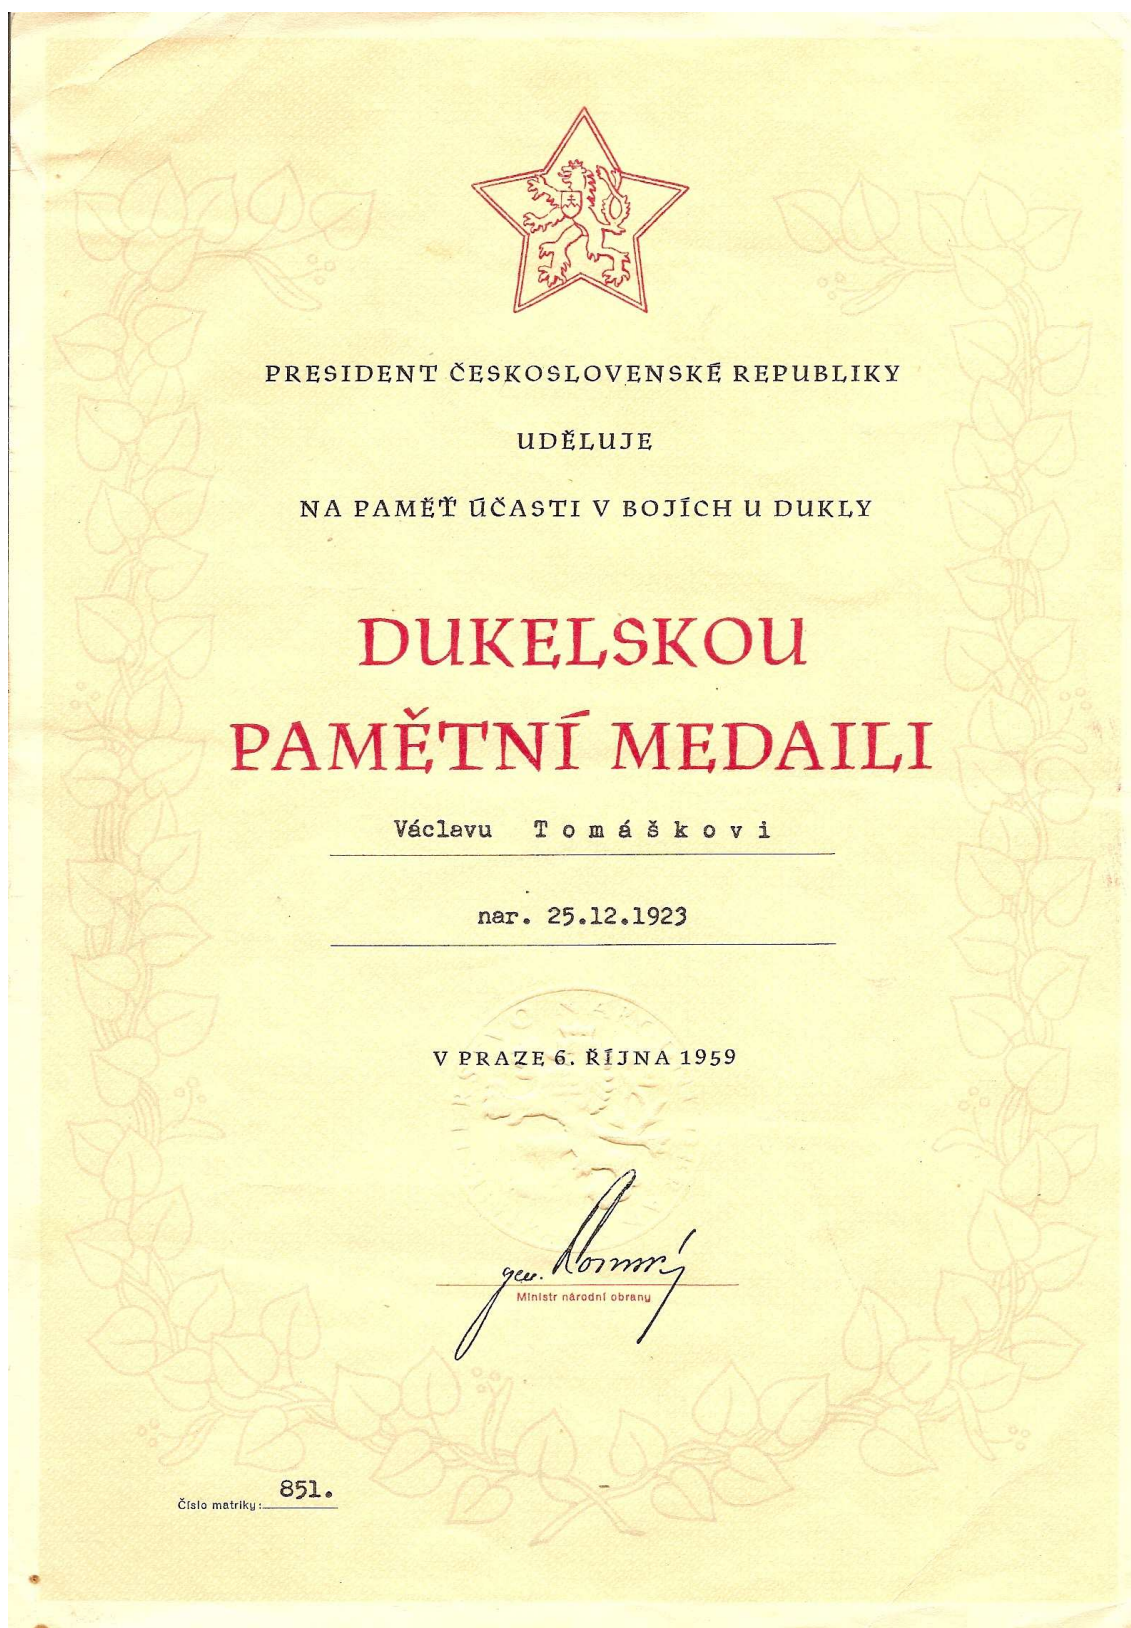 PRESIDENT ČESKOSLOVENSKÉ REPUBLIKY
UDĚLUJE
NA PAMĚŤ ÚČASTI V BOJÍCH U DUKLY
DUKELSKOU
PAMĚTNÍ MEDAILI
Václavu Tomáškovi
nar. 25.12.1923
V PRAZE 6. ŘÍJNA 1959
gen. Lomský
Ministr národní obrany
851.
Číslo matriky: